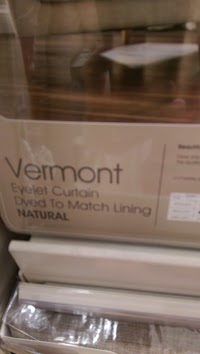 Vermont
Eyelet Curtain
Dyed To Match Lining
NATURAL